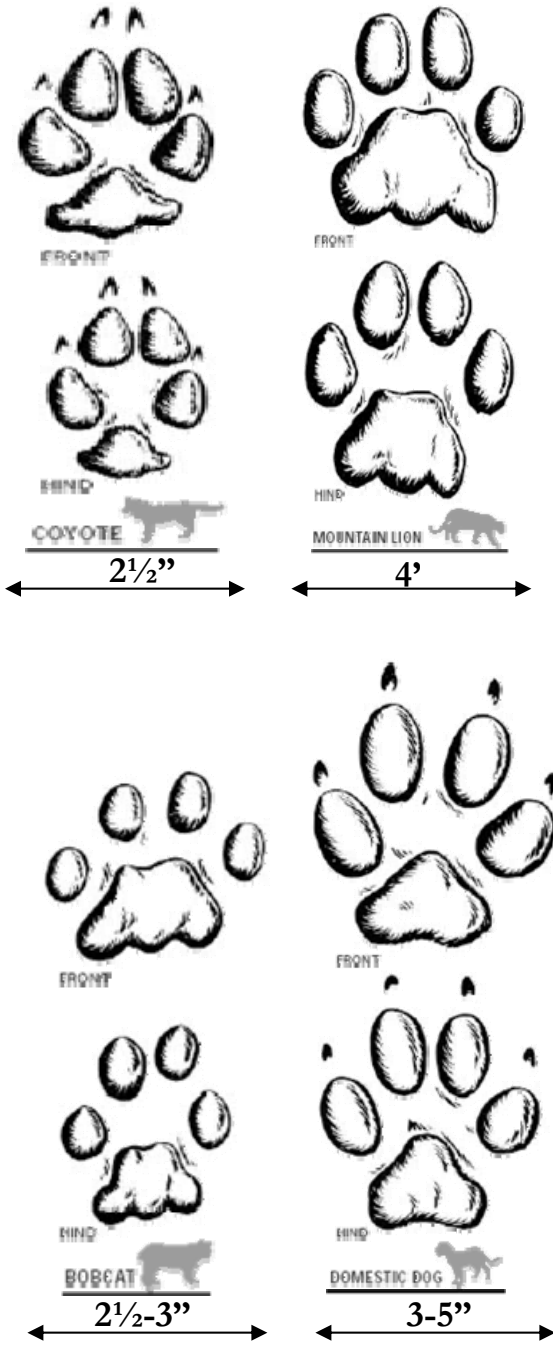 FRONT
HIND
COYOTE
2½”
FRONT
HIND
MOUNTAIN LION
4’
FRONT
HIND
BOBCAT
2½-3”
FRONT
HIND
DOMESTIC DOG
3-5”